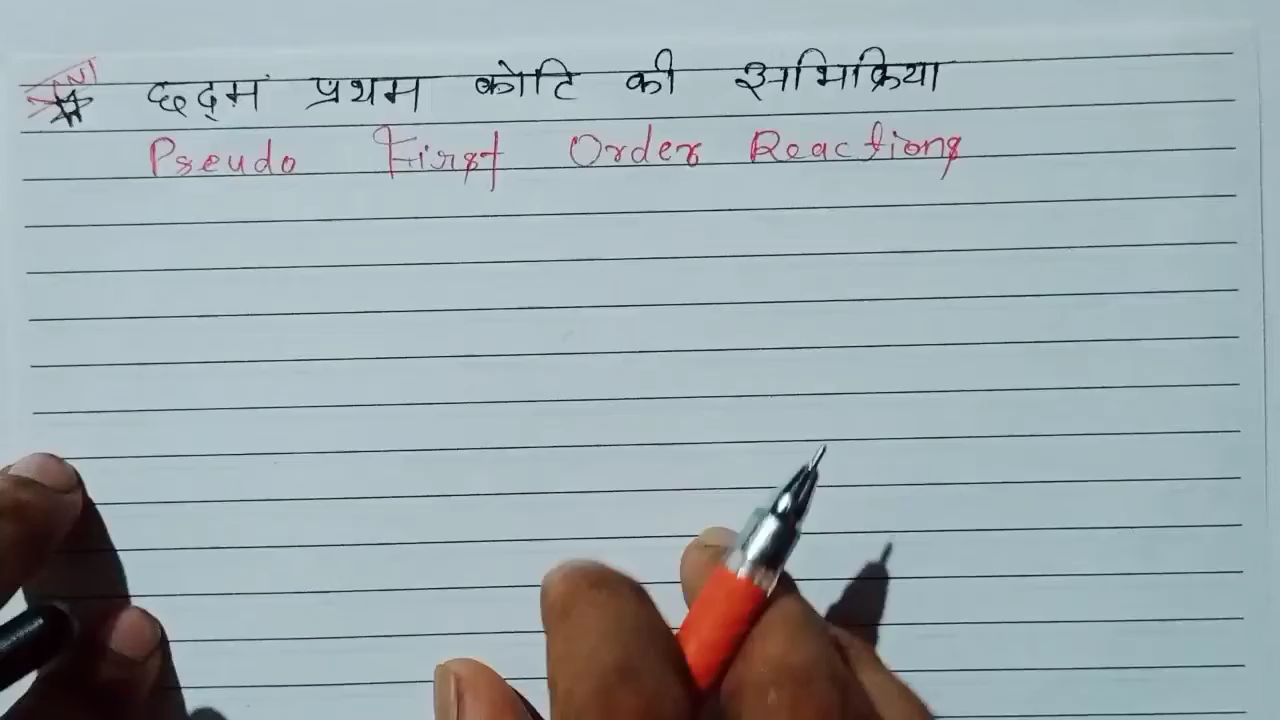 छद्म प्रथम कोटि की अभिक्रिया
Pseudo First Order Reactions